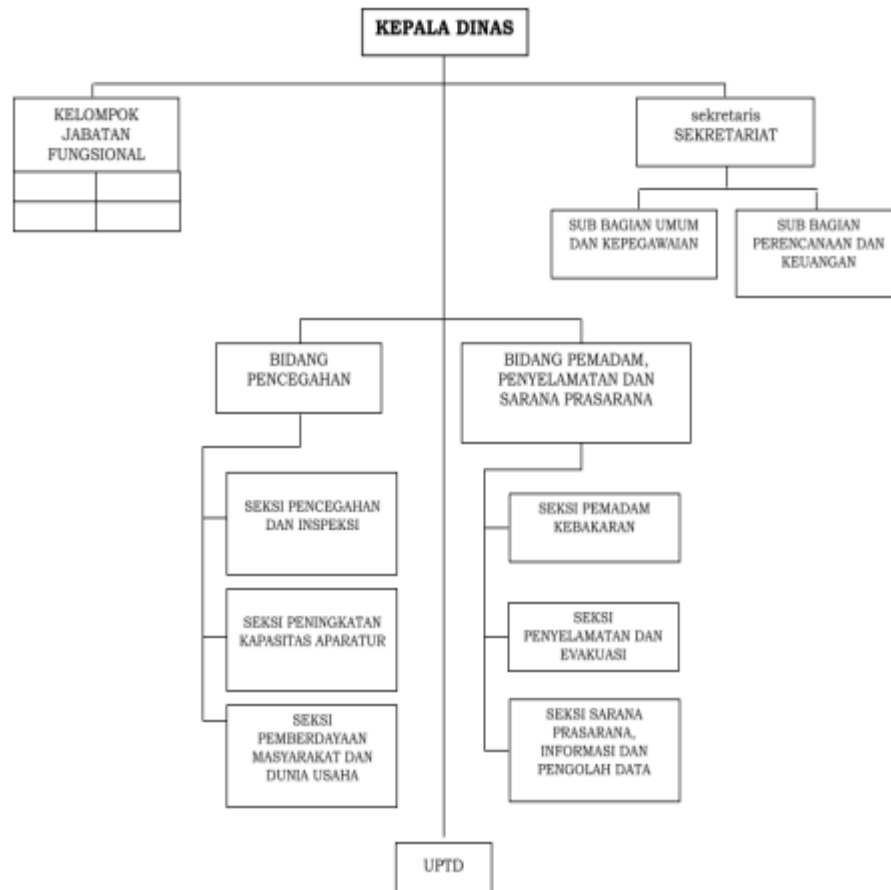 KEPALA DINAS
KELOMPOK
JABATAN
FUNGSIONAL
sekretaris
SEKRETARIAT
SUB BAGIAN UMUM
DAN KEPEGAWAIAN
SUB BAGIAN
PERENCANAAN DAN
KEUANGAN
BIDANG
PENCEGAHAN
BIDANG PEMADAM,
PENYELAMATAN DAN
SARANA PRASARANA
SEKSI PENCEGAHAN
DAN INSPEKSI
SEKSI PENINGKATAN
KAPASITAS APARATUR
SEKSI
PEMBERDAYAAN
MASYARAKAT DAN
DUNIA USAHA
SEKSI PEMADAM
KEBAKARAN
SEKSI
PENYELAMATAN DAN
EVAKUASI
SEKSI SARANA
PRASARANA,
INFORMASI DAN
PENGOLAH DATA
UPTD